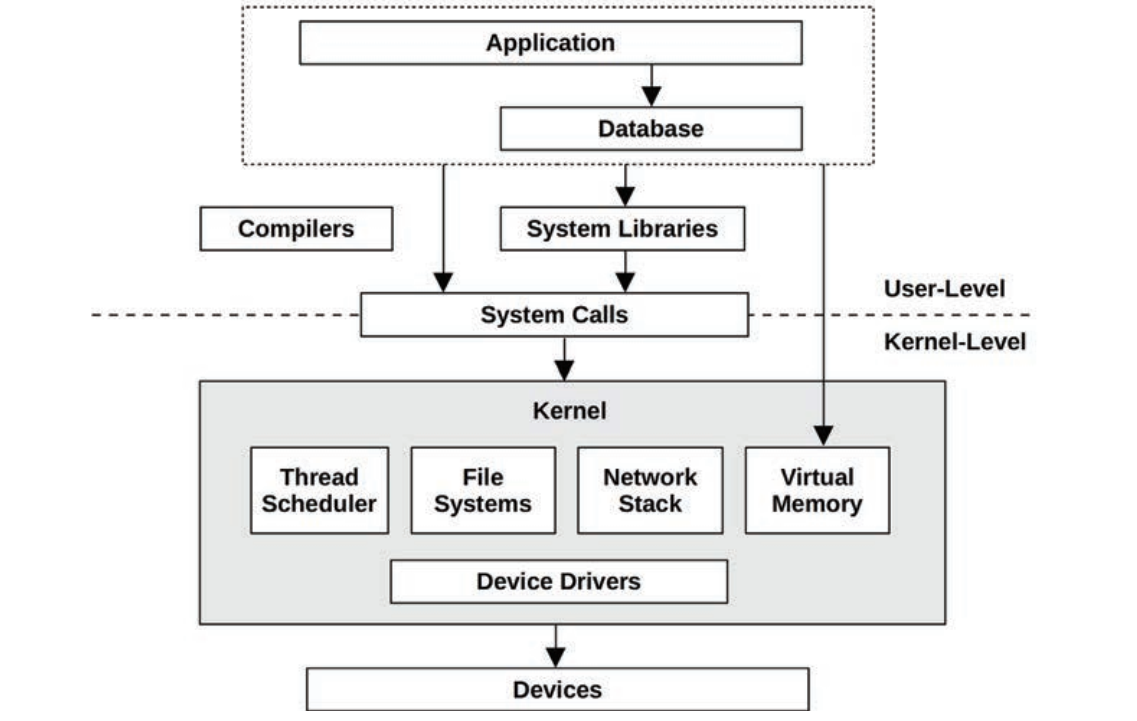 Application
Database
Compilers
System Libraries
User-Level
System Calls
Kernel-Level
Kernel
Thread
Scheduler
File
Systems
Network
Stack
Virtual
Memory
Device Drivers
Devices